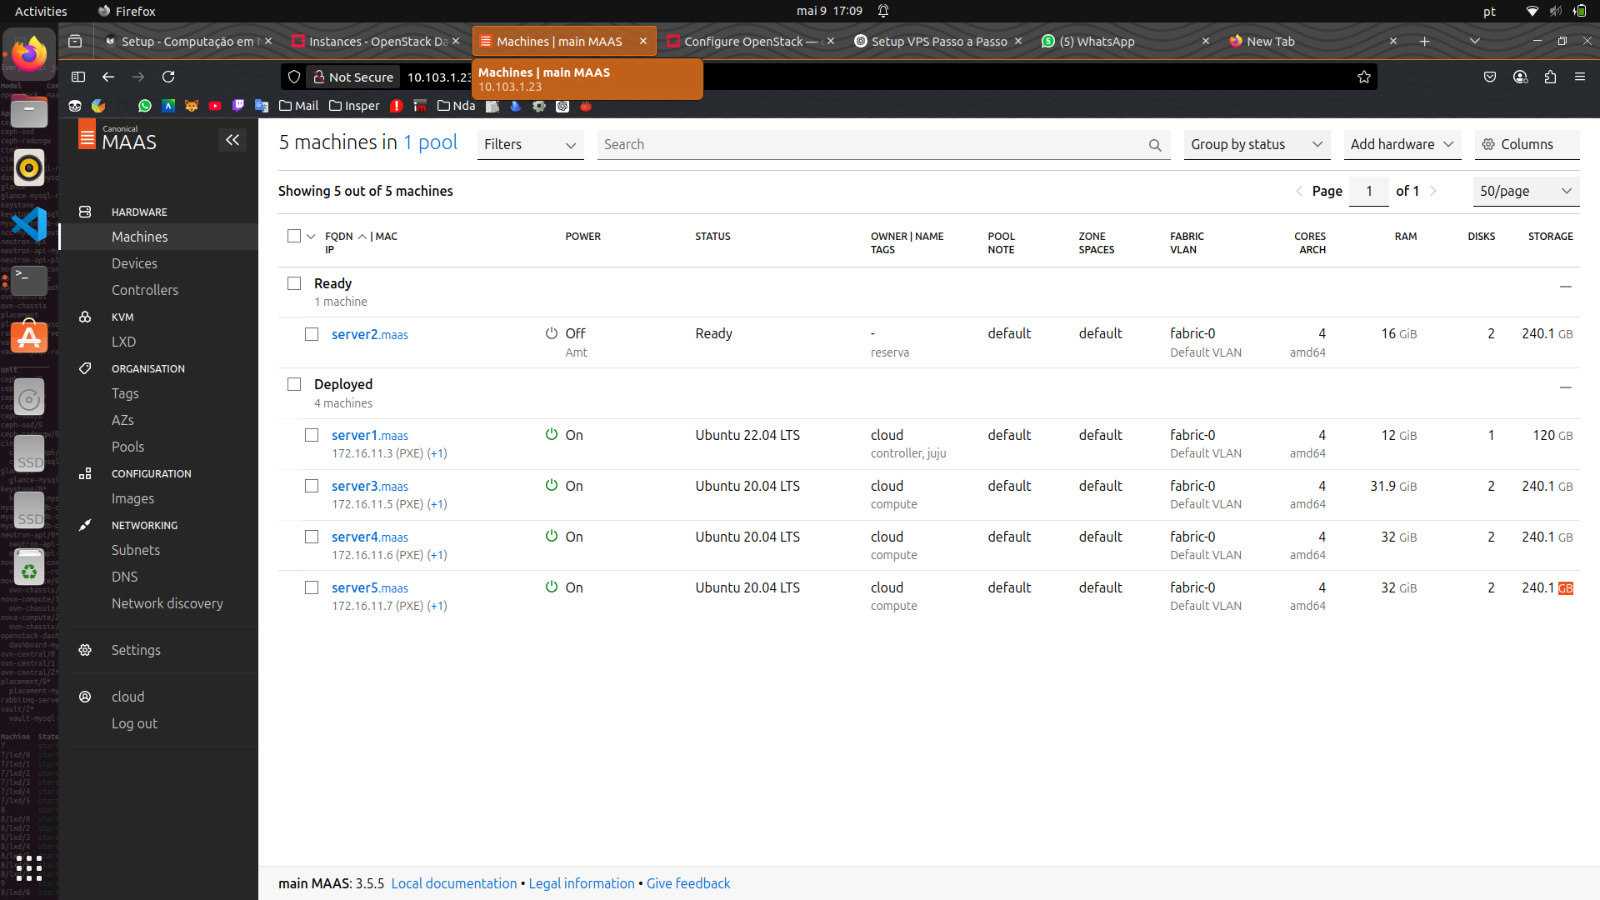 Activities
Firefox
mai 9 17:09
pt
Setup - Computação em N
Instances - OpenStack Da
Machines | main MAAS
Configure OpenStack — c
Setup VPS Passo a Passo
(5) WhatsApp
New Tab
Not Secure
10.103.1.23
Machines | main MAAS
10.103.1.23
Mail
Insper
Nda
Canonical
MAAS
HARDWARE
Machines
Devices
Controllers
KVM
LXD
ORGANISATION
Tags
AZs
Pools
CONFIGURATION
Images
NETWORKING
Subnets
DNS
Network discovery
Settings
cloud
Log out
5 machines in 1 pool
Filters
Search
Group by status
Add hardware
Columns
Showing 5 out of 5 machines
Page 1 of 1
50/page
FQDN | MAC POWER STATUS OWNER | NAME POOL ZONE FABRIC CORES RAM DISKS STORAGE
IP TAGS NOTE SPACES VLAN ARCH
Ready
1 machine
server2.maas Off Ready - default default fabric-0 4 16 GiB 2 240.1 GB
Amt reserva Default VLAN amd64
Deployed
4 machines
server1.maas On Ubuntu 22.04 LTS cloud default default fabric-0 4 12 GiB 1 120 GB
172.16.11.3 (PXE) (+1) controller, juju Default VLAN amd64
server3.maas On Ubuntu 20.04 LTS cloud default default fabric-0 4 31.9 GiB 2 240.1 GB
172.16.11.5 (PXE) (+1) compute Default VLAN amd64
server4.maas On Ubuntu 20.04 LTS cloud default default fabric-0 4 32 GiB 2 240.1 GB
172.16.11.6 (PXE) (+1) compute Default VLAN amd64
server5.maas On Ubuntu 20.04 LTS cloud default default fabric-0 4 32 GiB 2 240.1 GB
172.16.11.7 (PXE) (+1) compute Default VLAN amd64
main MAAS: 3.5.5 Local documentation • Legal information • Give feedback